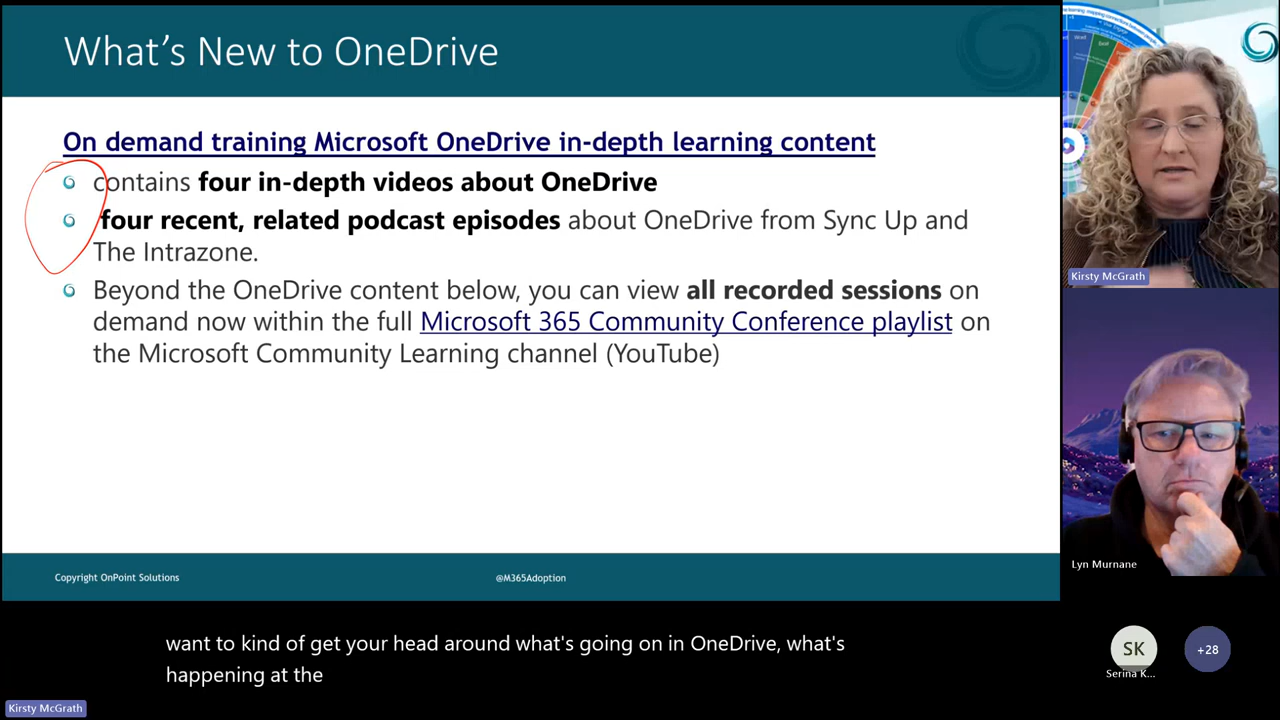 What's New to OneDrive
On demand training Microsoft OneDrive in-depth learning content
contains four in-depth videos about OneDrive
four recent, related podcast episodes about OneDrive from Sync Up and
The Intrazone.
Beyond the OneDrive content below, you can view all recorded sessions on
demand now within the full Microsoft 365 Community Conference playlist on
the Microsoft Community Learning channel (YouTube)
Copyright OnPoint Solutions
@M365Adoption
Word
Kirsty McGrath
Lyn Murnane
SK
Serina K...
+28
want to kind of get your head around what's going on in OneDrive, what's
happening at the
Kirsty McGrath